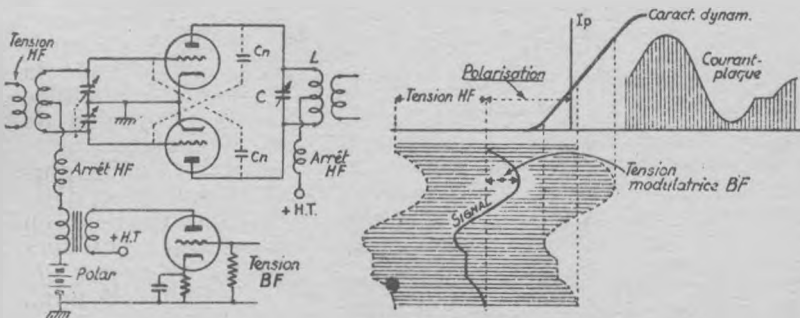 Tension
HF
Cn
L
C
Cn
Arrêt HF
Arrêt
HF
+ H.T.
+ H.T
Polar
Tension
BF
Ip
Caract. dynam.
Polarisation
Tension HF
Courant-
plaque
Tension
modulatrice BF
SIGNAL